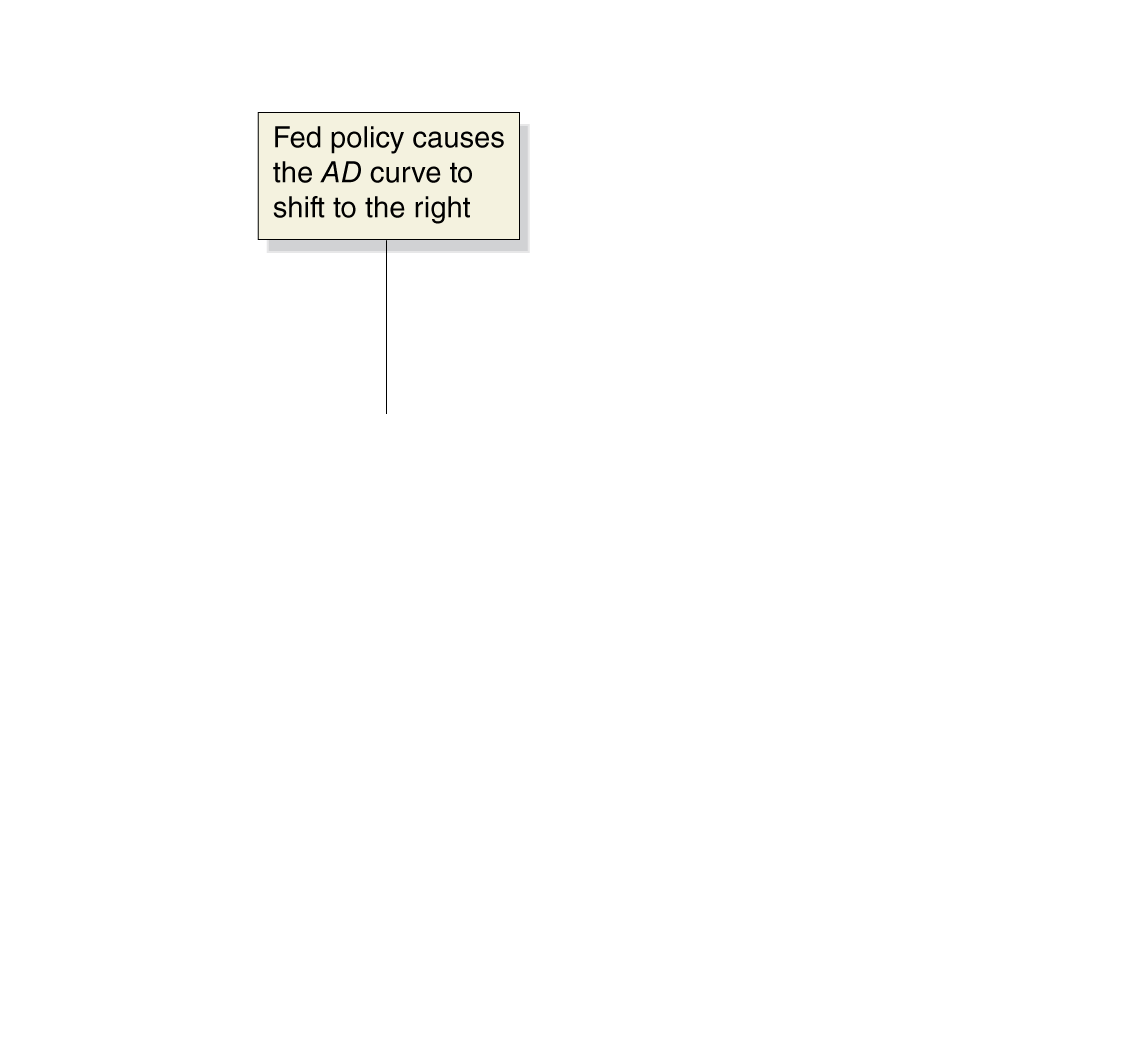 Fed policy causes
the AD curve to
shift to the right